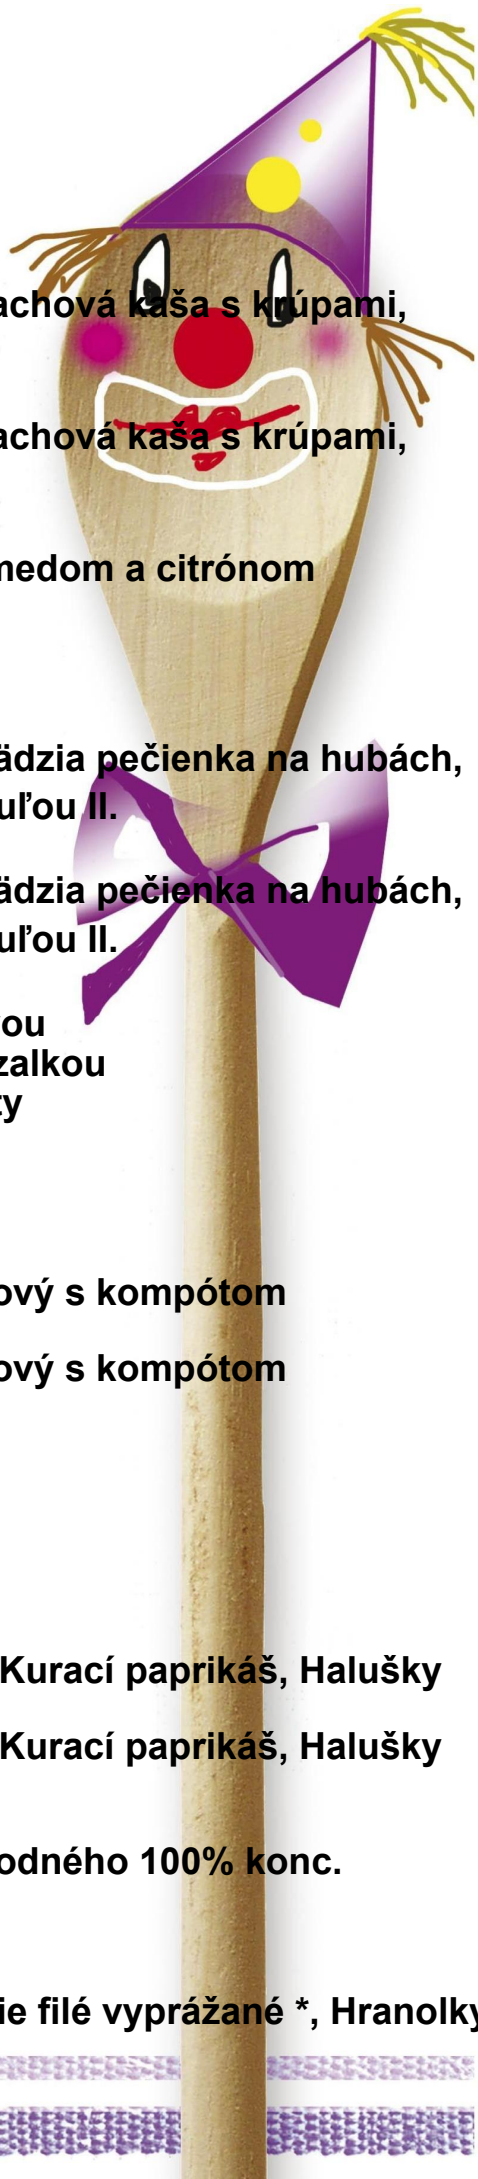 achová kaša s krúpami,
achová kaša s krúpami,
medom a citrónom
ädzia pečienka na hubách,
uľou II.
ädzia pečienka na hubách,
uľou II.
ou
zalkou
ty
ový s kompótom
ový s kompótom
Kurací paprikáš, Halušky
Kurací paprikáš, Halušky
odného 100% konc.
ie filé vyprážané *, Hranolky